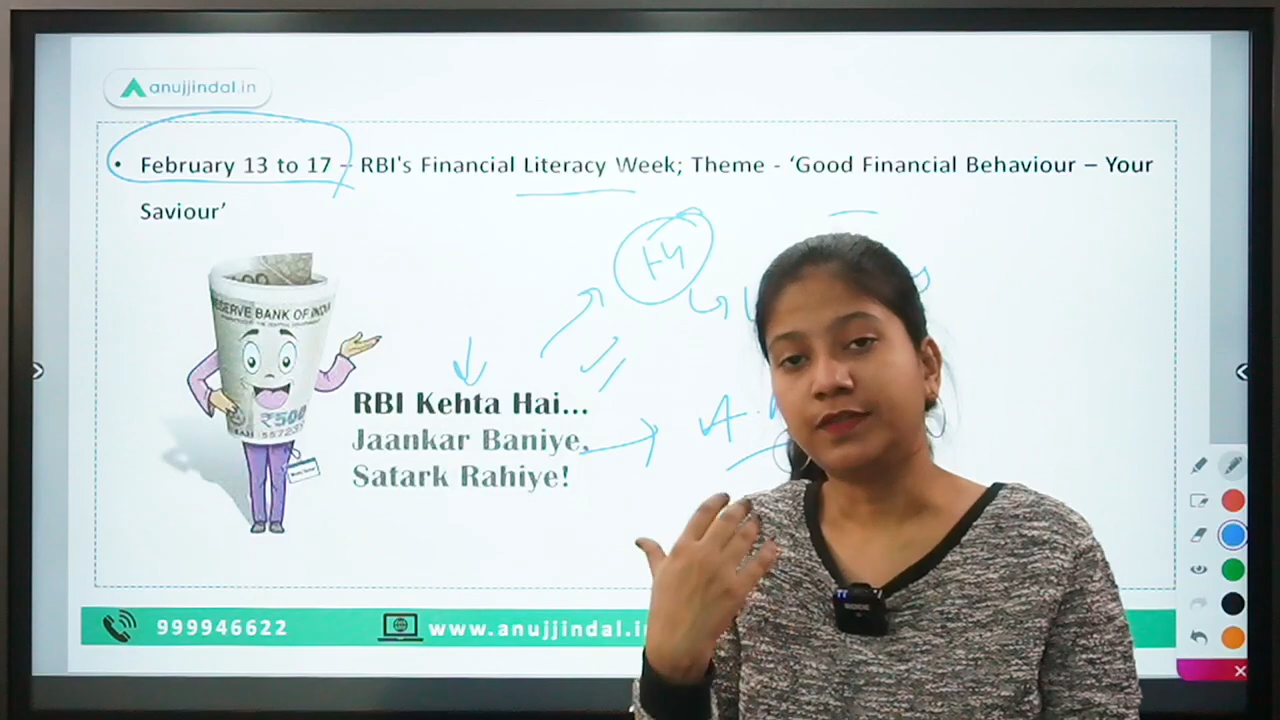 anujjindal.in
• February 13 to 17 – RBI's Financial Literacy Week; Theme - ‘Good Financial Behaviour – Your
Saviour’
RESERVE BANK OF INDIA
₹500
RBI Kehta Hai...
Jaankar Baniye,
Satark Rahiye!
999946622
www.anujjindal.i